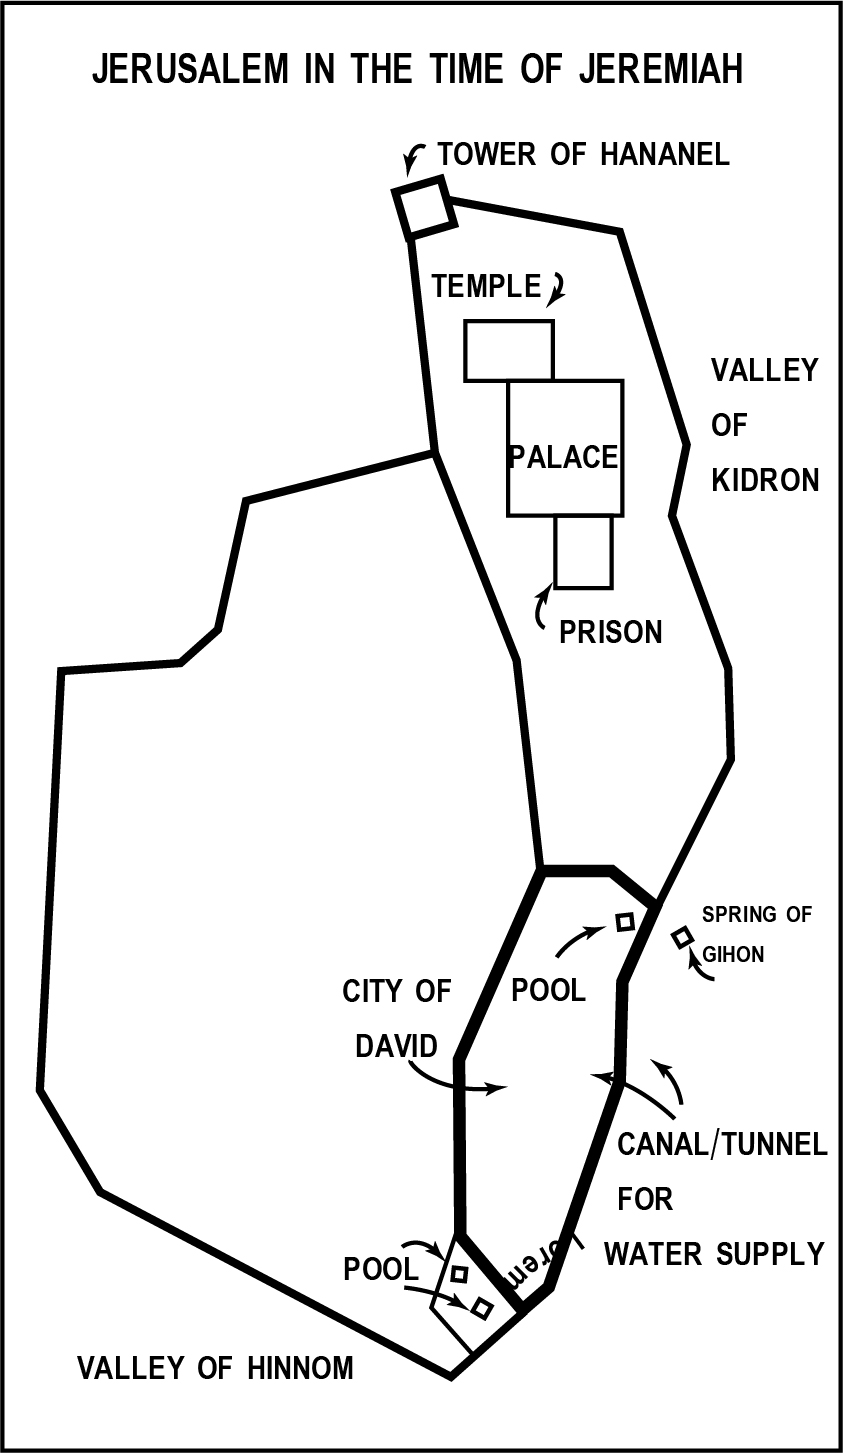 JERUSALEM IN THE TIME OF JEREMIAH
TOWER OF HANANEL
TEMPLE
VALLEY
OF
KIDRON
PALACE
PRISON
SPRING OF
GIHON
POOL
CITY OF
DAVID
CANAL/TUNNEL
FOR
WATER SUPPLY
POOL
VALLEY OF HINNOM